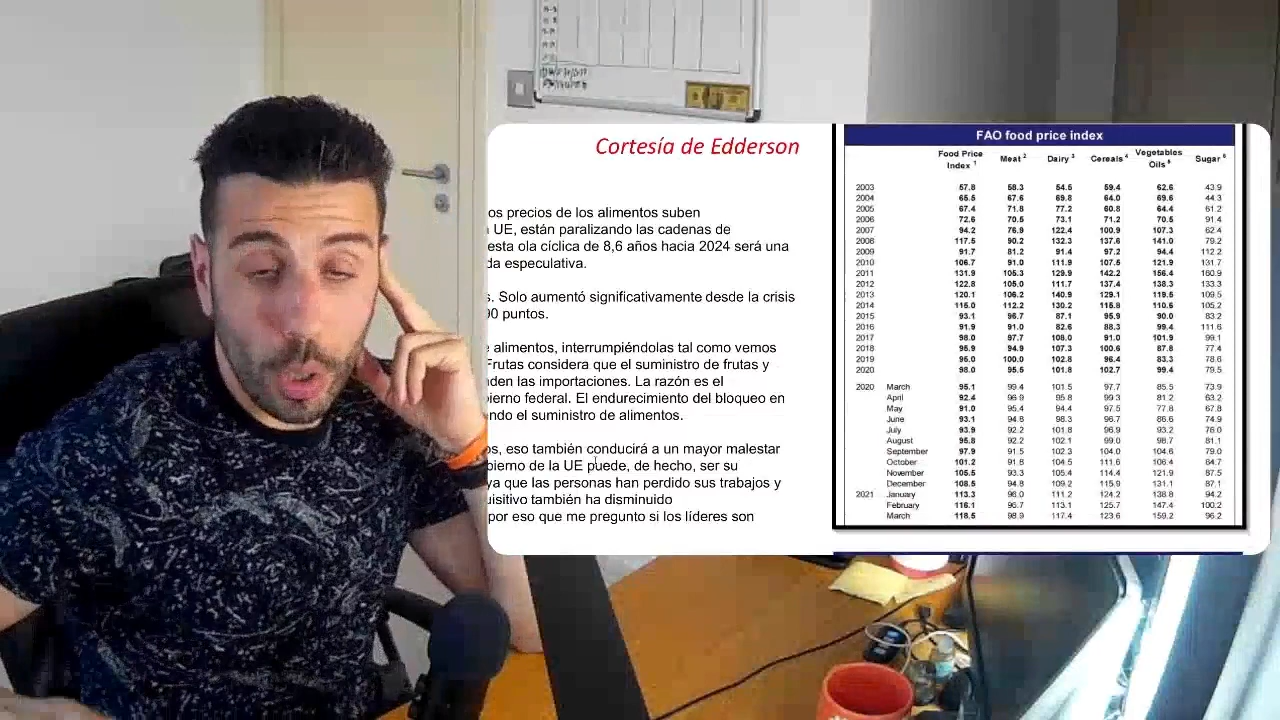 Cortesía de Edderson
os precios de los alimentos suben
UE, están paralizando las cadenas de
esta ola cíclica de 8,6 años hacia 2024 será una
da especulativa.
s. Solo aumentó significativamente desde la crisis
90 puntos.
alimentos, interrumpiéndolas tal como vemos
Frutas considera que el suministro de frutas y
nden las importaciones. La razón es el
bierno federal. El endurecimiento del bloqueo en
ndo el suministro de alimentos.
os, eso también conducirá a un mayor malestar
bierno de la UE puede, de hecho, ser su
ya que las personas han perdido sus trabajos y
uisitivo también ha disminuido
por eso que me pregunto si los líderes son
FAO food price index
Food Price Index 1 Meat 2 Dairy 3 Cereals 4 Vegetables Oils 5 Sugar 6
2003 57.8 58.3 54.5 59.4 62.6 43.9
2004 65.5 67.6 69.8 64.0 69.6 44.3
2005 67.4 71.8 77.2 60.8 64.4 61.2
2006 72.6 70.5 73.1 71.2 70.5 91.4
2007 94.2 76.9 122.4 100.9 107.3 62.4
2008 117.5 90.2 132.3 137.6 141.0 79.2
2009 91.7 81.2 91.4 97.2 94.4 112.2
2010 106.7 91.0 111.9 107.5 121.9 131.7
2011 131.9 105.3 129.9 142.2 156.4 160.9
2012 122.8 105.0 111.7 137.4 138.3 133.3
2013 120.1 106.2 140.9 129.1 119.5 109.5
2014 115.0 112.2 130.2 115.8 110.6 105.2
2015 93.1 96.7 87.1 95.9 90.0 83.2
2016 91.9 91.0 82.6 88.3 99.4 111.6
2017 98.0 97.7 108.0 91.0 101.9 99.1
2018 95.9 94.9 107.3 100.6 87.8 77.4
2019 95.0 100.0 102.8 96.4 83.3 78.6
2020 98.0 95.5 101.8 102.7 99.4 79.5
2020 March 95.1 99.4 101.5 97.7 85.5 73.9
April 92.4 96.9 95.8 99.3 81.2 63.2
May 91.0 95.4 94.4 97.5 77.8 67.8
June 93.1 94.8 98.3 96.7 86.6 74.9
July 93.9 92.2 101.8 96.9 93.2 76.0
August 95.8 92.2 102.1 99.0 98.7 81.1
September 97.9 91.5 102.3 104.0 104.6 79.0
October 101.2 91.8 104.5 111.6 106.4 84.7
November 105.5 93.3 105.4 114.4 121.9 87.5
December 108.5 94.8 109.2 115.9 131.1 87.1
2021 January 113.3 96.0 111.2 124.2 138.8 94.2
February 116.1 96.7 113.1 125.7 147.4 100.2
March 118.5 98.9 117.4 123.6 159.2 96.2